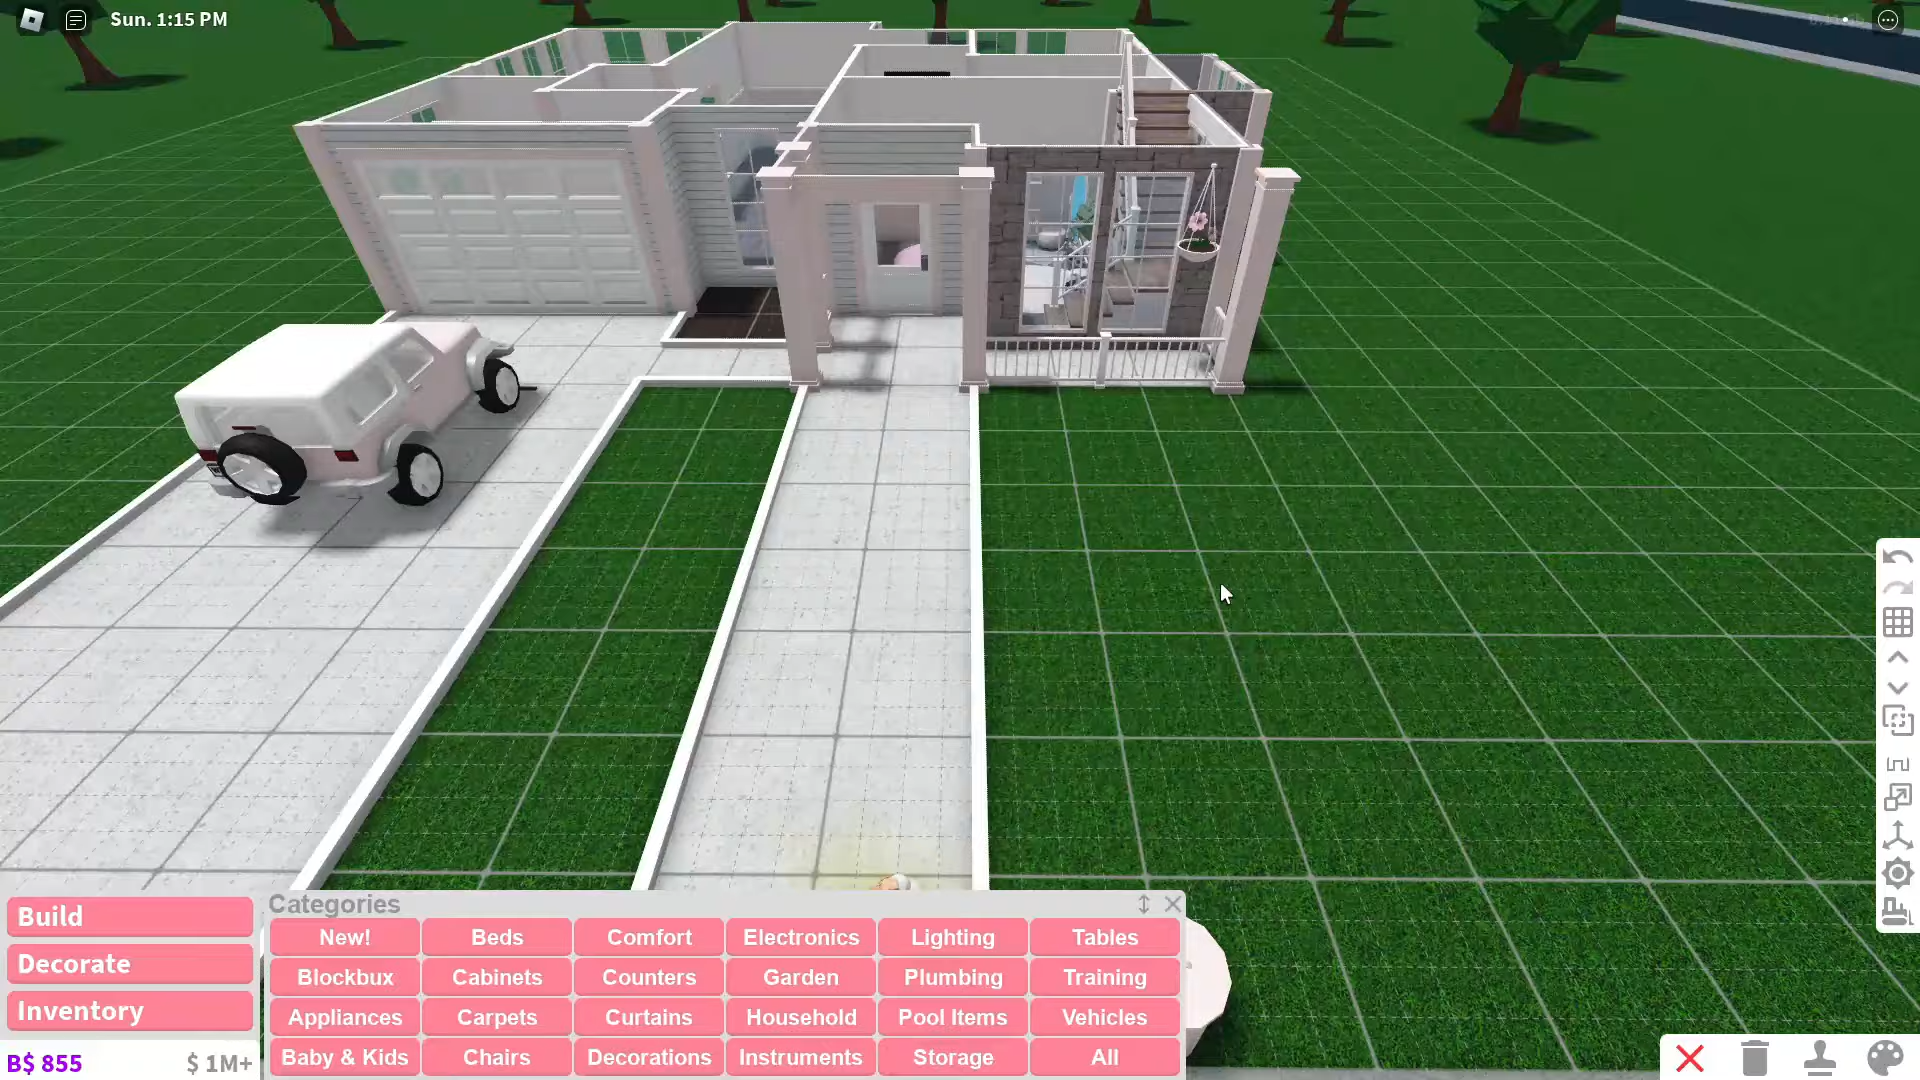 Sun. 1:15 PM
Build
Decorate
Inventory
B$ 855
$ 1M+
Categories
New!
Beds
Comfort
Electronics
Lighting
Tables
Blockbux
Cabinets
Counters
Garden
Plumbing
Training
Appliances
Carpets
Curtains
Household
Pool Items
Vehicles
Baby & Kids
Chairs
Decorations
Instruments
Storage
All